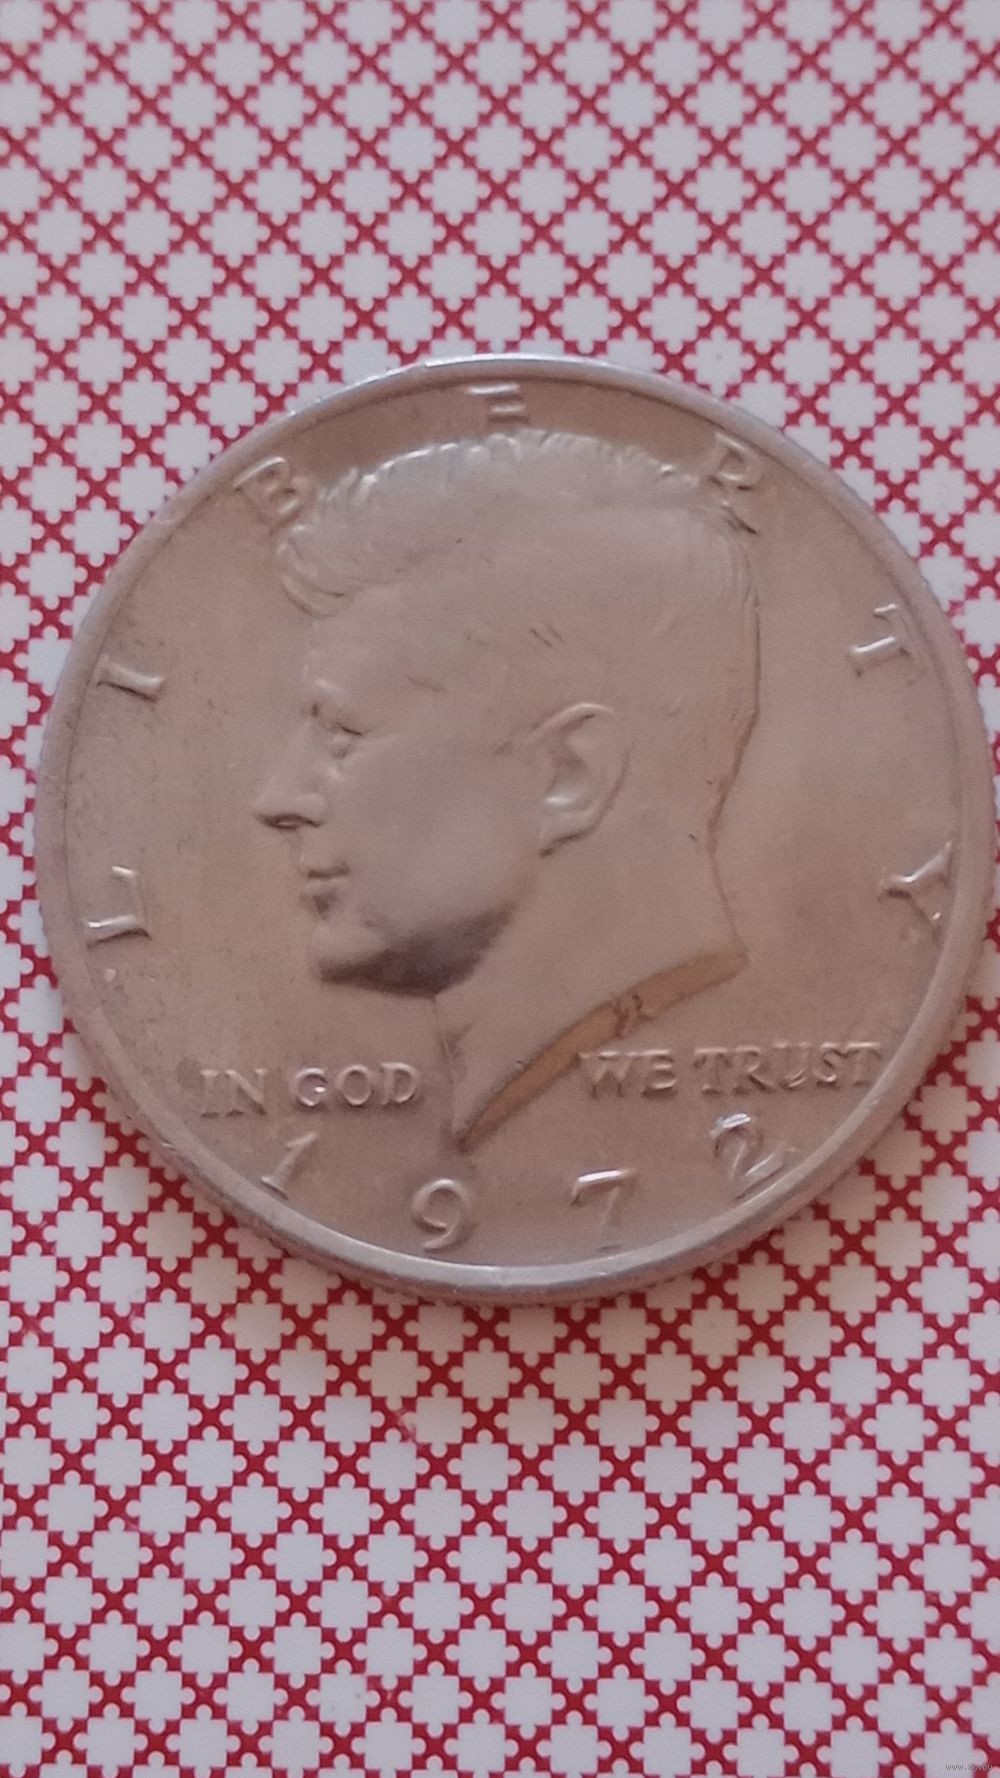 LIBERTY
IN GOD WE TRUST
1972